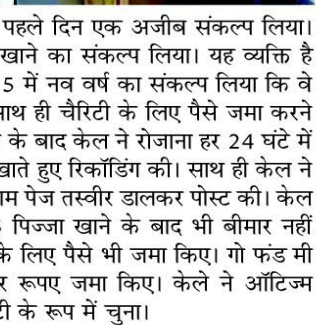 पहले दिन एक अजीब संकल्प लिया।
खाने का संकल्प लिया। यह व्यक्ति है
5 में नव वर्ष का संकल्प लिया कि वे
साथ ही चैरिटी के लिए पैसे जमा करने
के बाद केल ने रोजाना हर 24 घंटे में
खाते हुए रिकॉडिंग की। साथ ही केल ने
म पेज तस्वीर डालकर पोस्ट की। केल
पिज्जा खाने के बाद भी बीमार नहीं
के लिए पैसे भी जमा किए। गो फंड मी
र रूपए जमा किए। केले ने ऑटिज्म
टी के रूप में चुना।